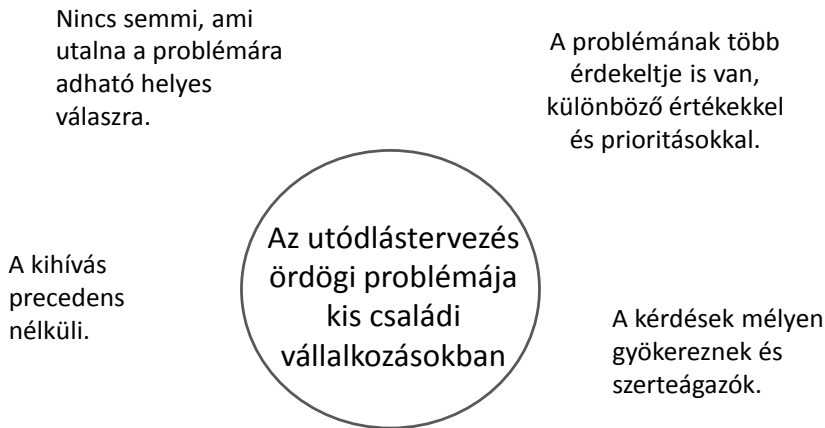 Nincs semmi, ami
utalna a problémára
adható helyes
válaszra.
A problémának több
érdekeltje is van,
különböző értékekkel
és prioritásokkal.
Az utódlástervezés
ördögi problémája
kis családi
vállalkozásokban
A kihívás
precedens
nélküli.
A kérdések mélyen
gyökereznek és
szerteágazók.